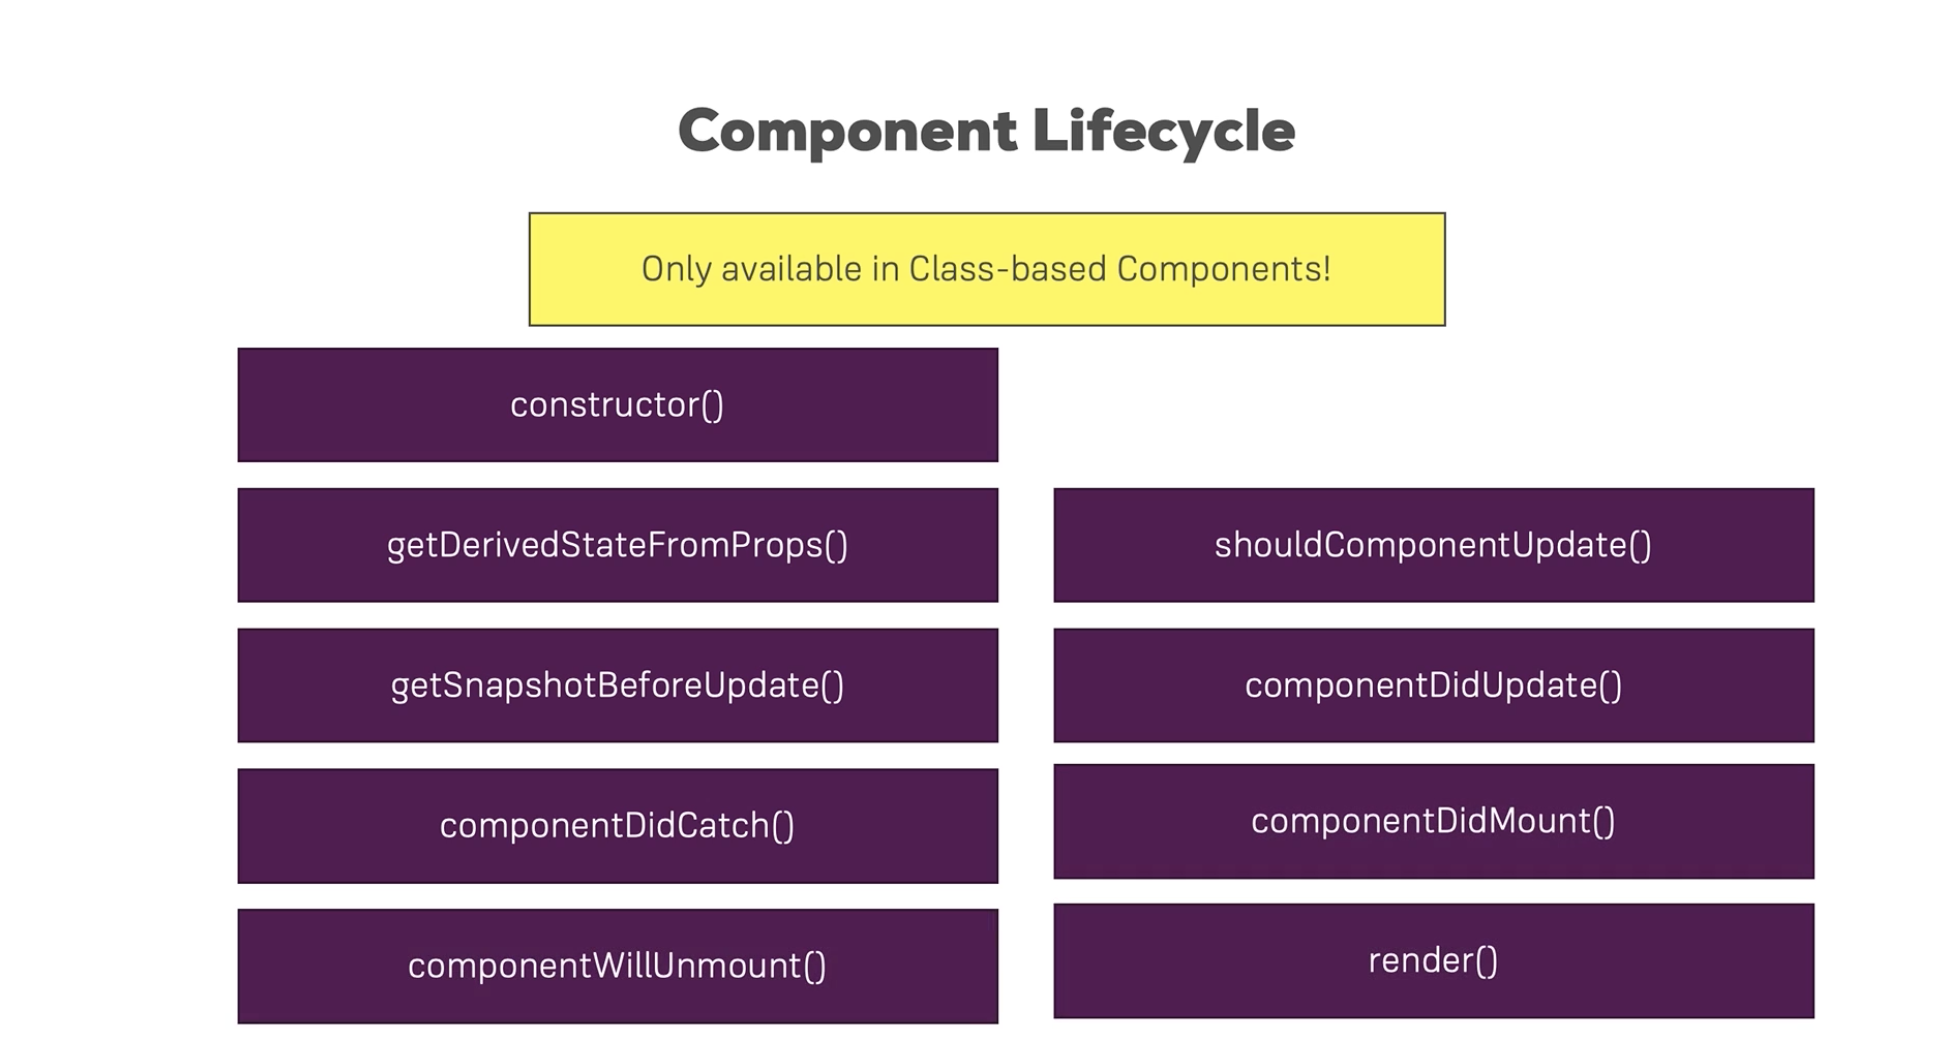 Component Lifecycle
Only available in Class-based Components!
constructor()
getDerivedStateFromProps()
shouldComponentUpdate()
getSnapshotBeforeUpdate()
componentDidUpdate()
componentDidCatch()
componentDidMount()
componentWillUnmount()
render()